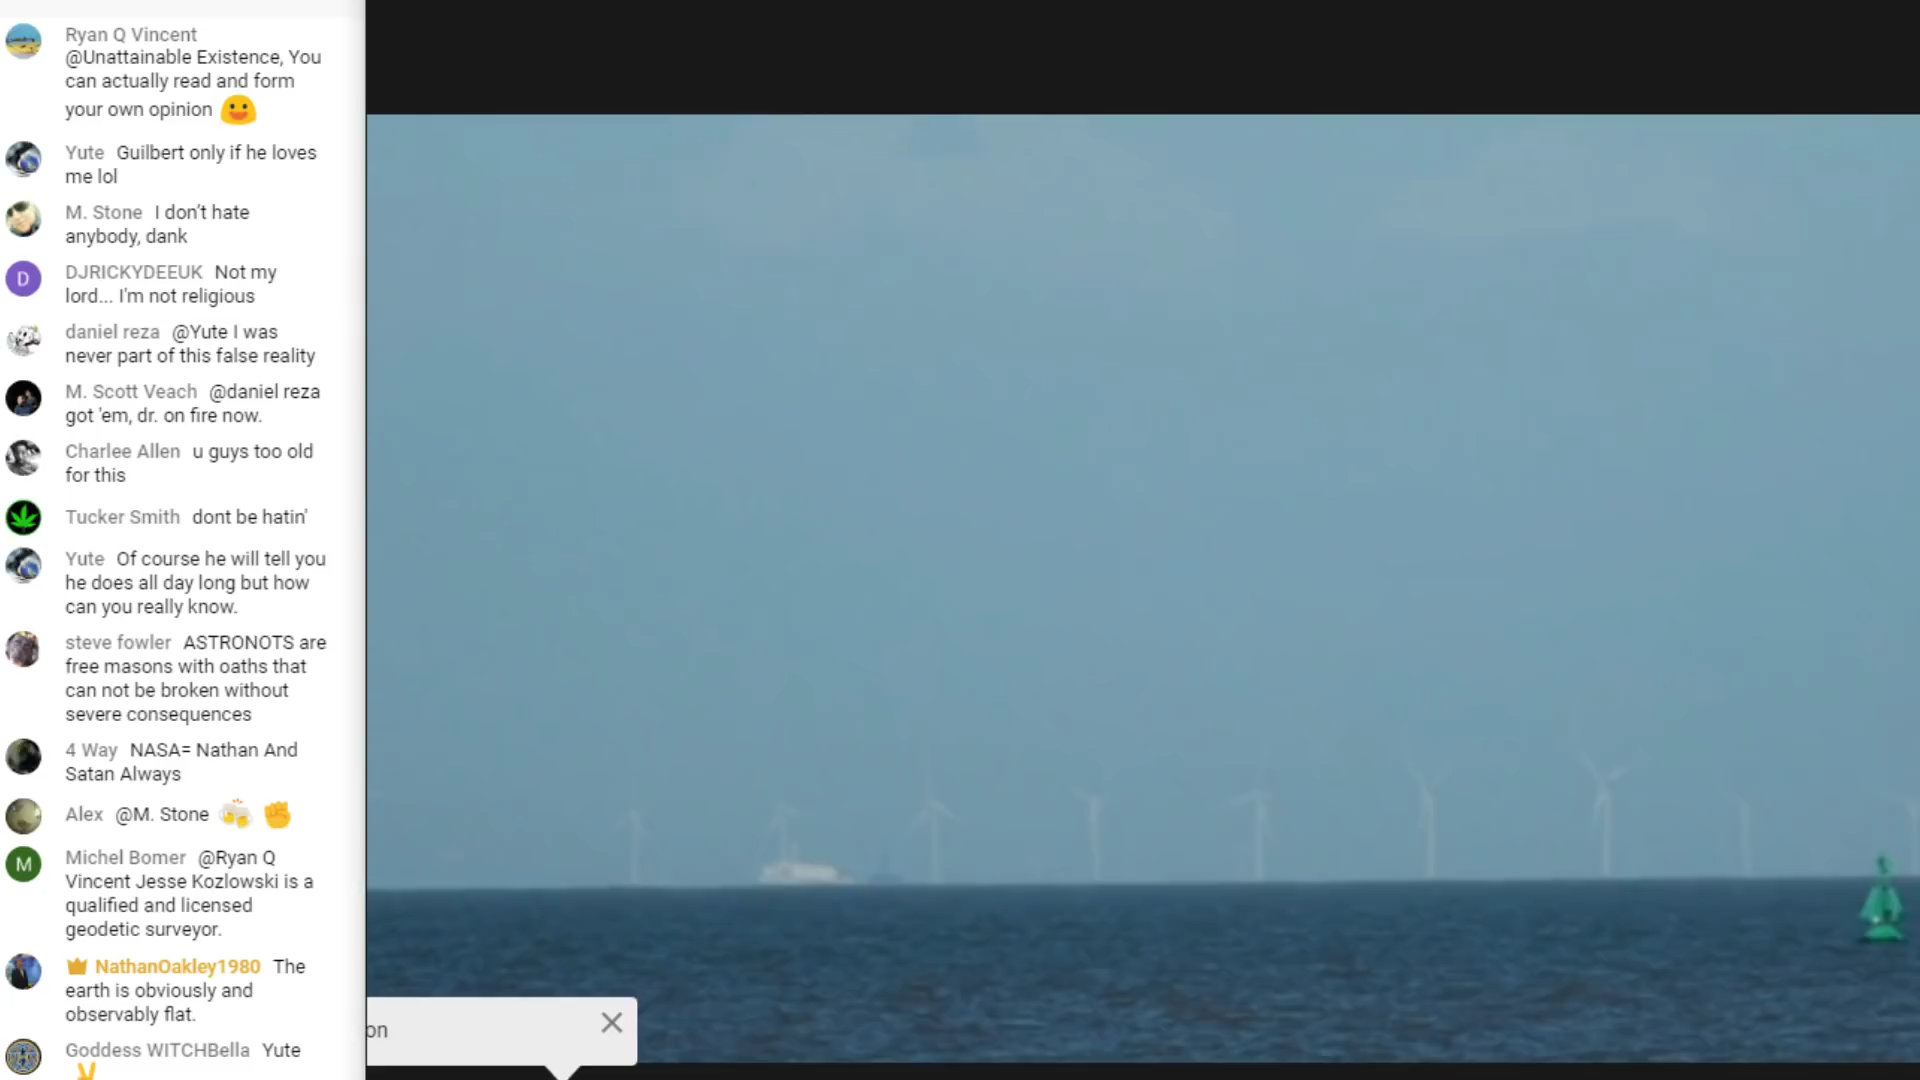 Ryan Q Vincent
@Unattainable Existence, You
can actually read and form
your own opinion
Yute Guilbert only if he loves
me lol
M. Stone I don't hate
anybody, dank
D
DJRICKYDEEUK Not my
lord... I'm not religious
daniel reza @Yute I was
never part of this false reality
M. Scott Veach @daniel reza
got 'em, dr. on fire now.
Charlee Allen u guys too old
for this
Tucker Smith dont be hatin'
Yute Of course he will tell you
he does all day long but how
can you really know.
steve fowler ASTRONOTS are
free masons with oaths that
can not be broken without
severe consequences
4 Way NASA= Nathan And
Satan Always
Alex @M. Stone
M
Michel Bomer @Ryan Q
Vincent Jesse Kozlowski is a
qualified and licensed
geodetic surveyor.
NathanOakley1980 The
earth is obviously and
observably flat.
Goddess WITCHBella Yute
on